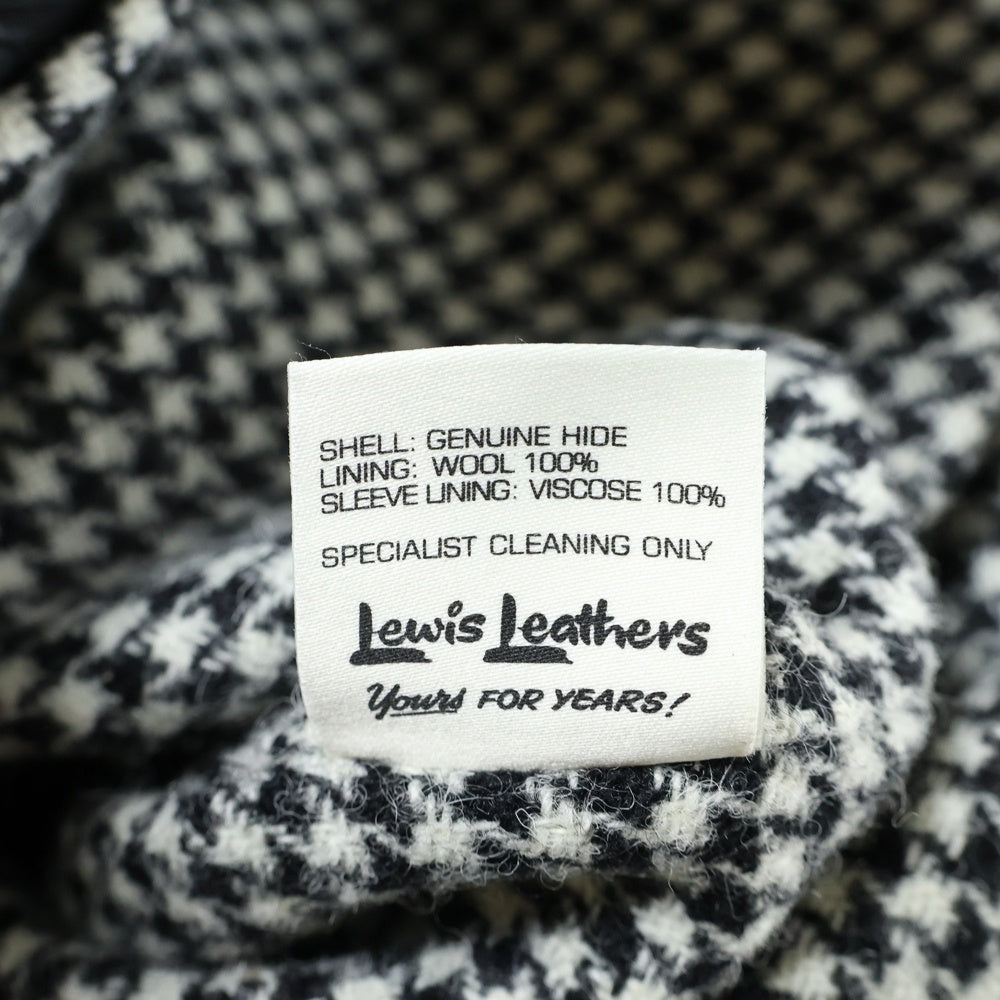 SHELL: GENUINE HIDE
LINING: WOOL 100%
SLEEVE LINING: VISCOSE 100%
SPECIALIST CLEANING ONLY
Lewis Leathers
Yours FOR YEARS!